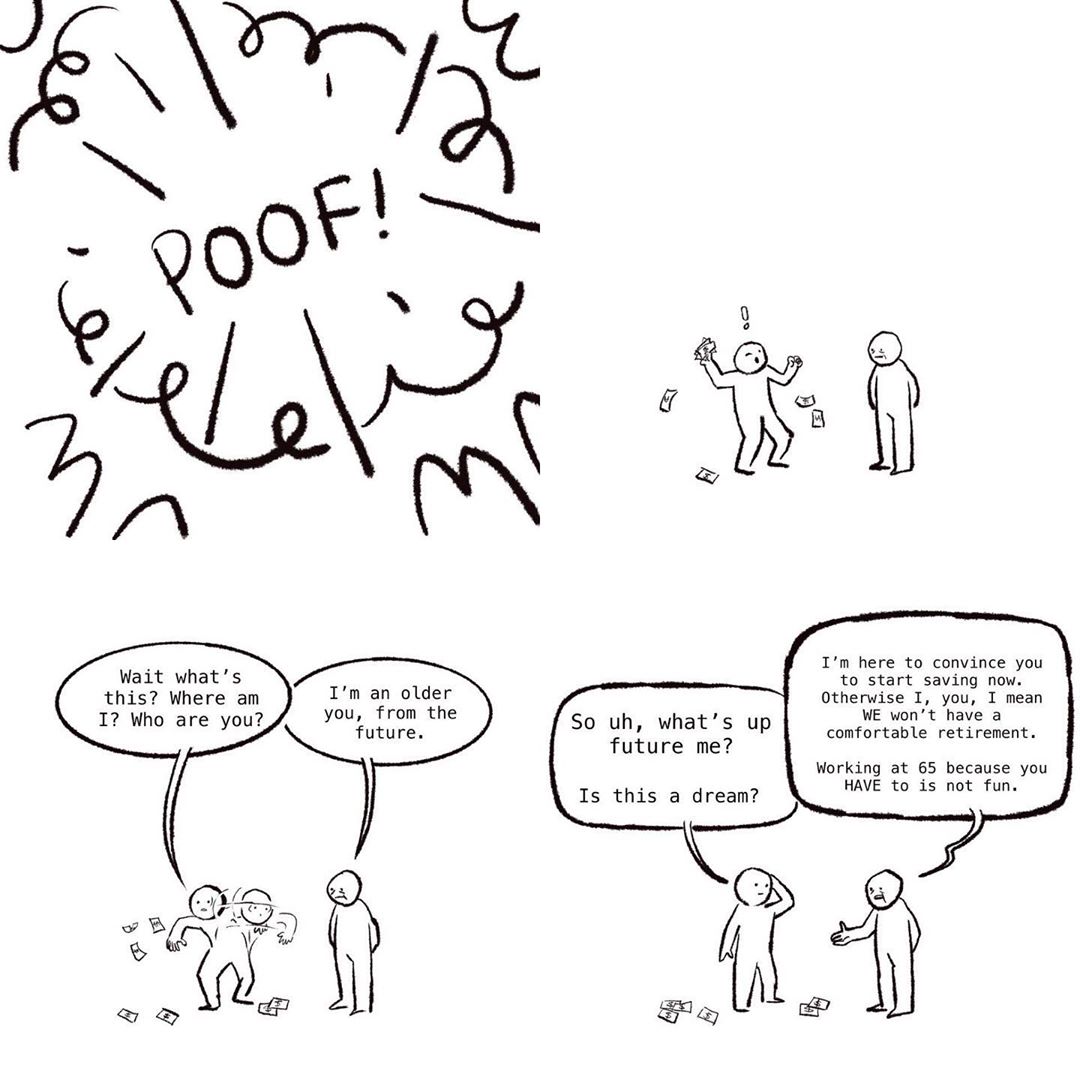 POOF!
!
Wait what's
this? Where am
I? Who are you?
I'm an older
you, from the
future.
So uh, what's up
future me?
Is this a dream?
I'm here to convince you
to start saving now.
Otherwise I, you, I mean
WE won't have a
comfortable retirement.
Working at 65 because you
HAVE to is not fun.